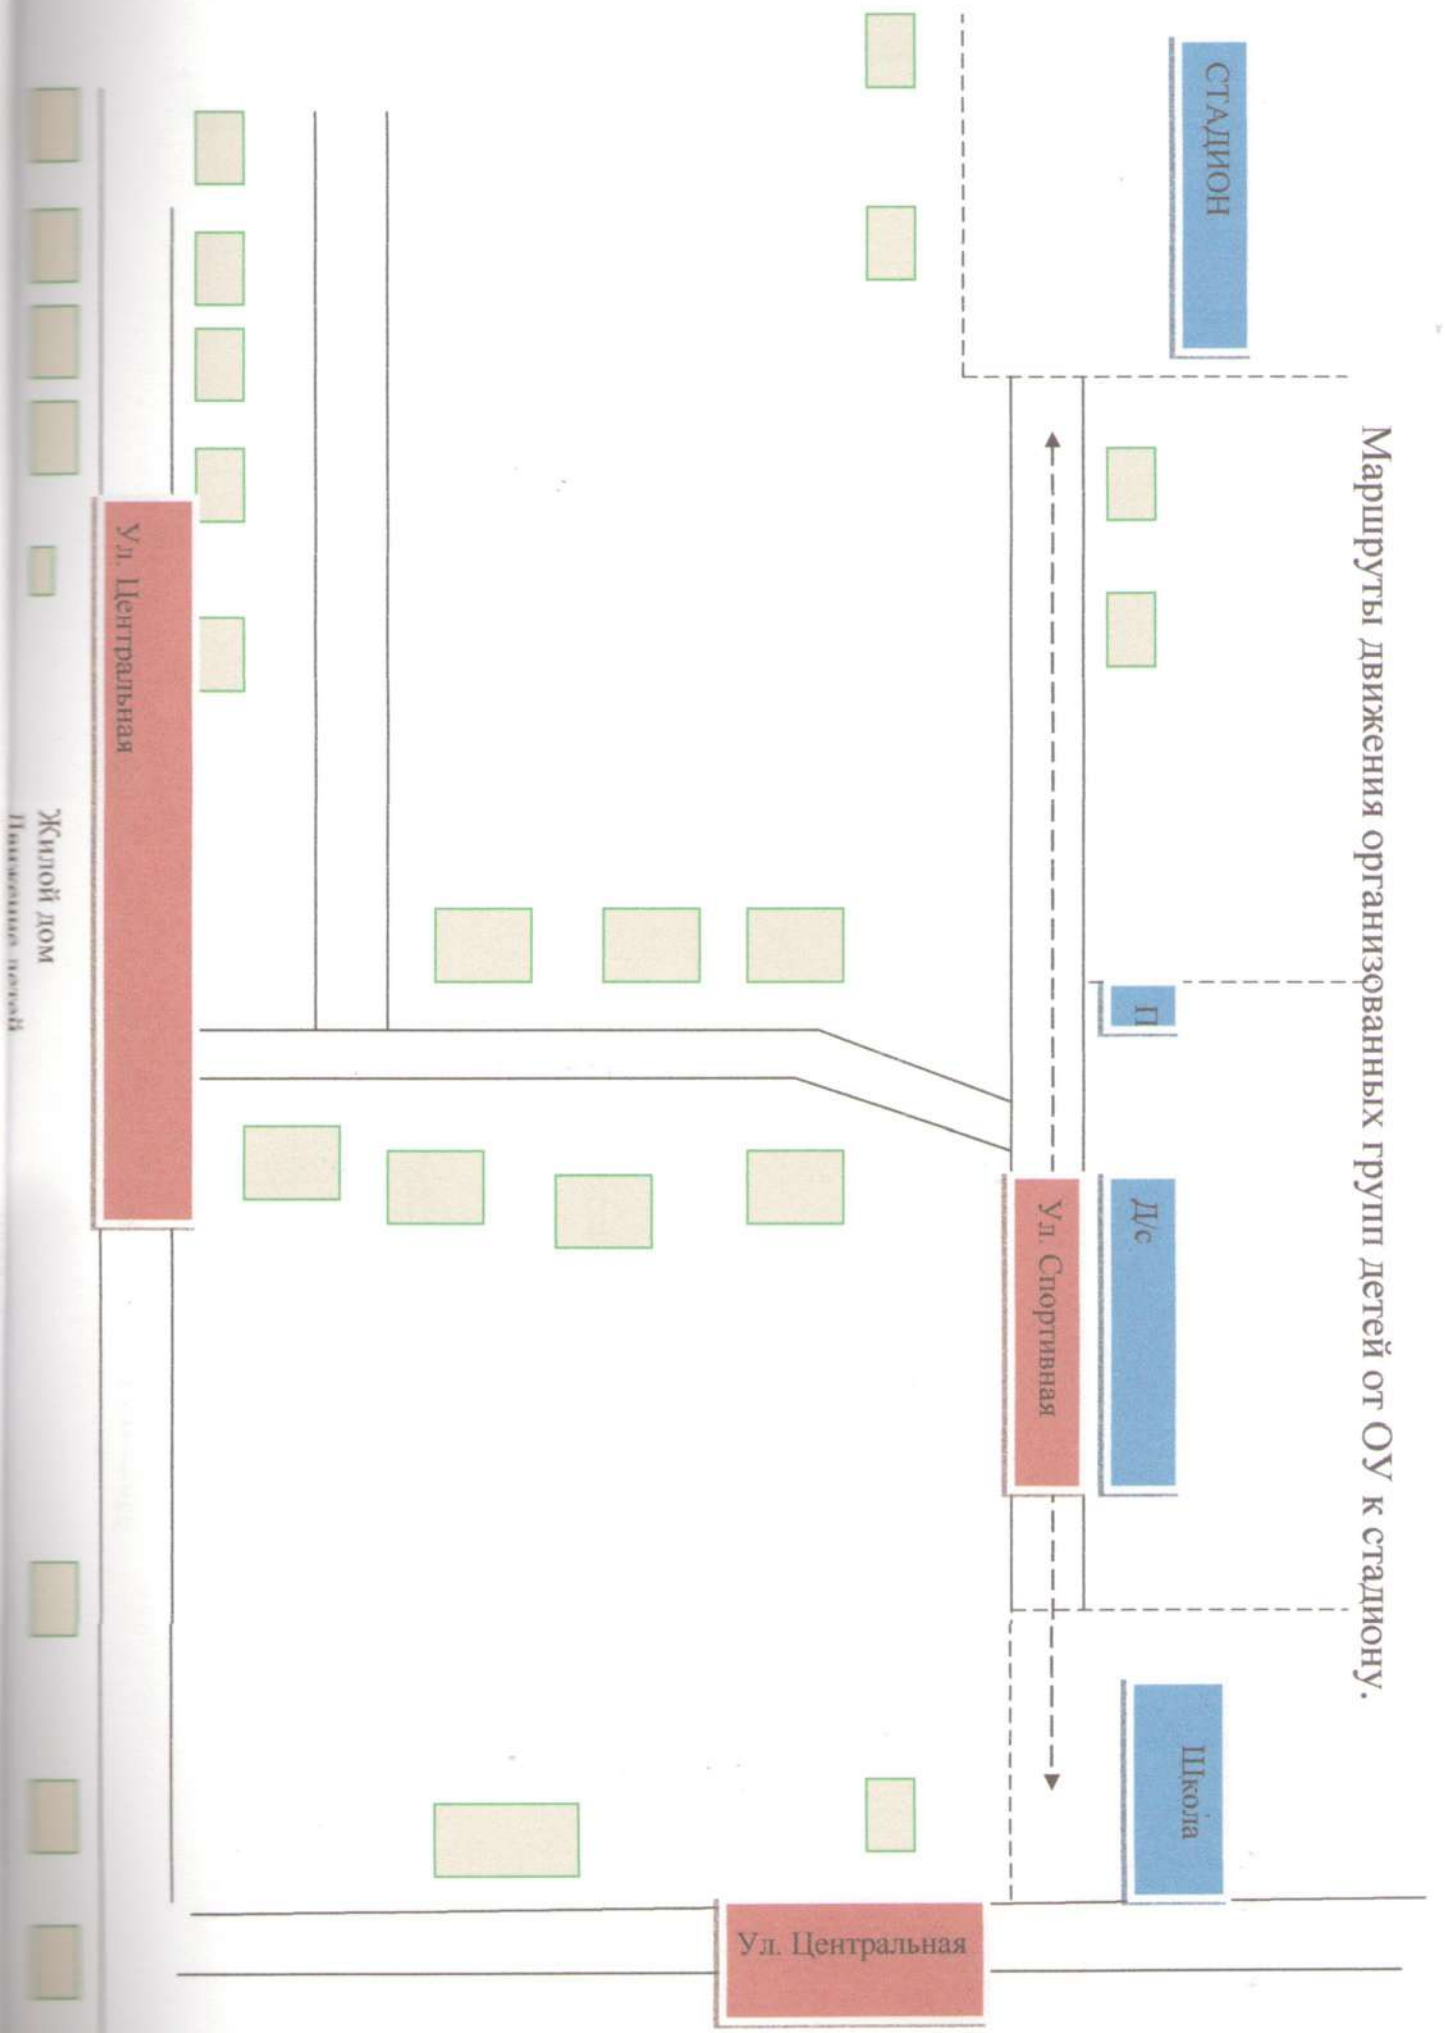 Маршруты движения организованных групп детей от ОУ к стадиону.
СТАДИОН
П
Д/с
Школа
Ул. Спортивная
Ул. Центральная
Ул. Центральная
Жилой дом